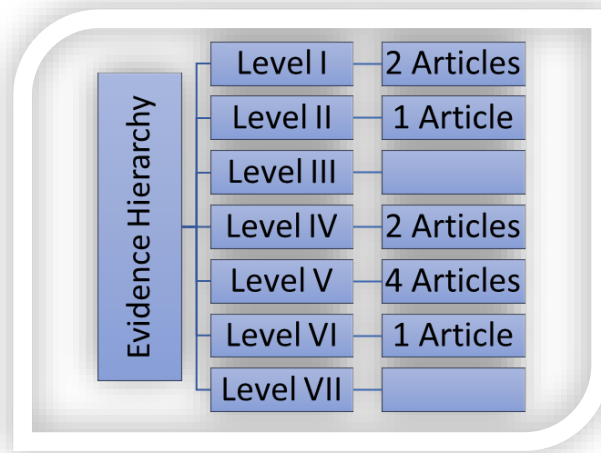 Evidence Hierarchy
Level I
2 Articles
Level II
1 Article
Level III
Level IV
2 Articles
Level V
4 Articles
Level VI
1 Article
Level VII